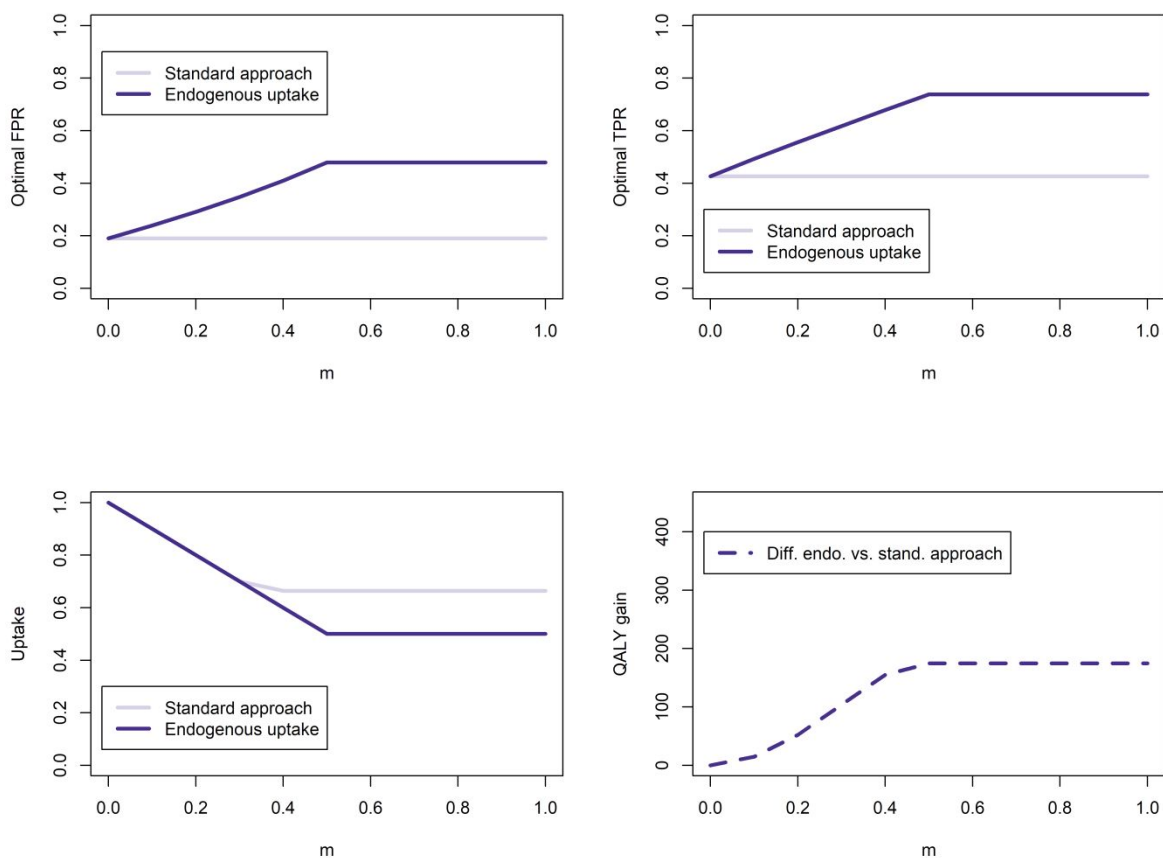 Optimal FPR
1.0
0.8
0.6
0.4
0.2
0.0
Standard approach
Endogenous uptake
0.0 0.2 0.4 0.6 0.8 1.0
m
Optimal TPR
1.0
0.8
0.6
0.4
0.2
0.0
Standard approach
Endogenous uptake
0.0 0.2 0.4 0.6 0.8 1.0
m
Uptake
1.0
0.8
0.6
0.4
0.2
0.0
Standard approach
Endogenous uptake
0.0 0.2 0.4 0.6 0.8 1.0
m
QALY gain
400
300
200
100
0
Diff. endo. vs. stand. approach
0.0 0.2 0.4 0.6 0.8 1.0
m